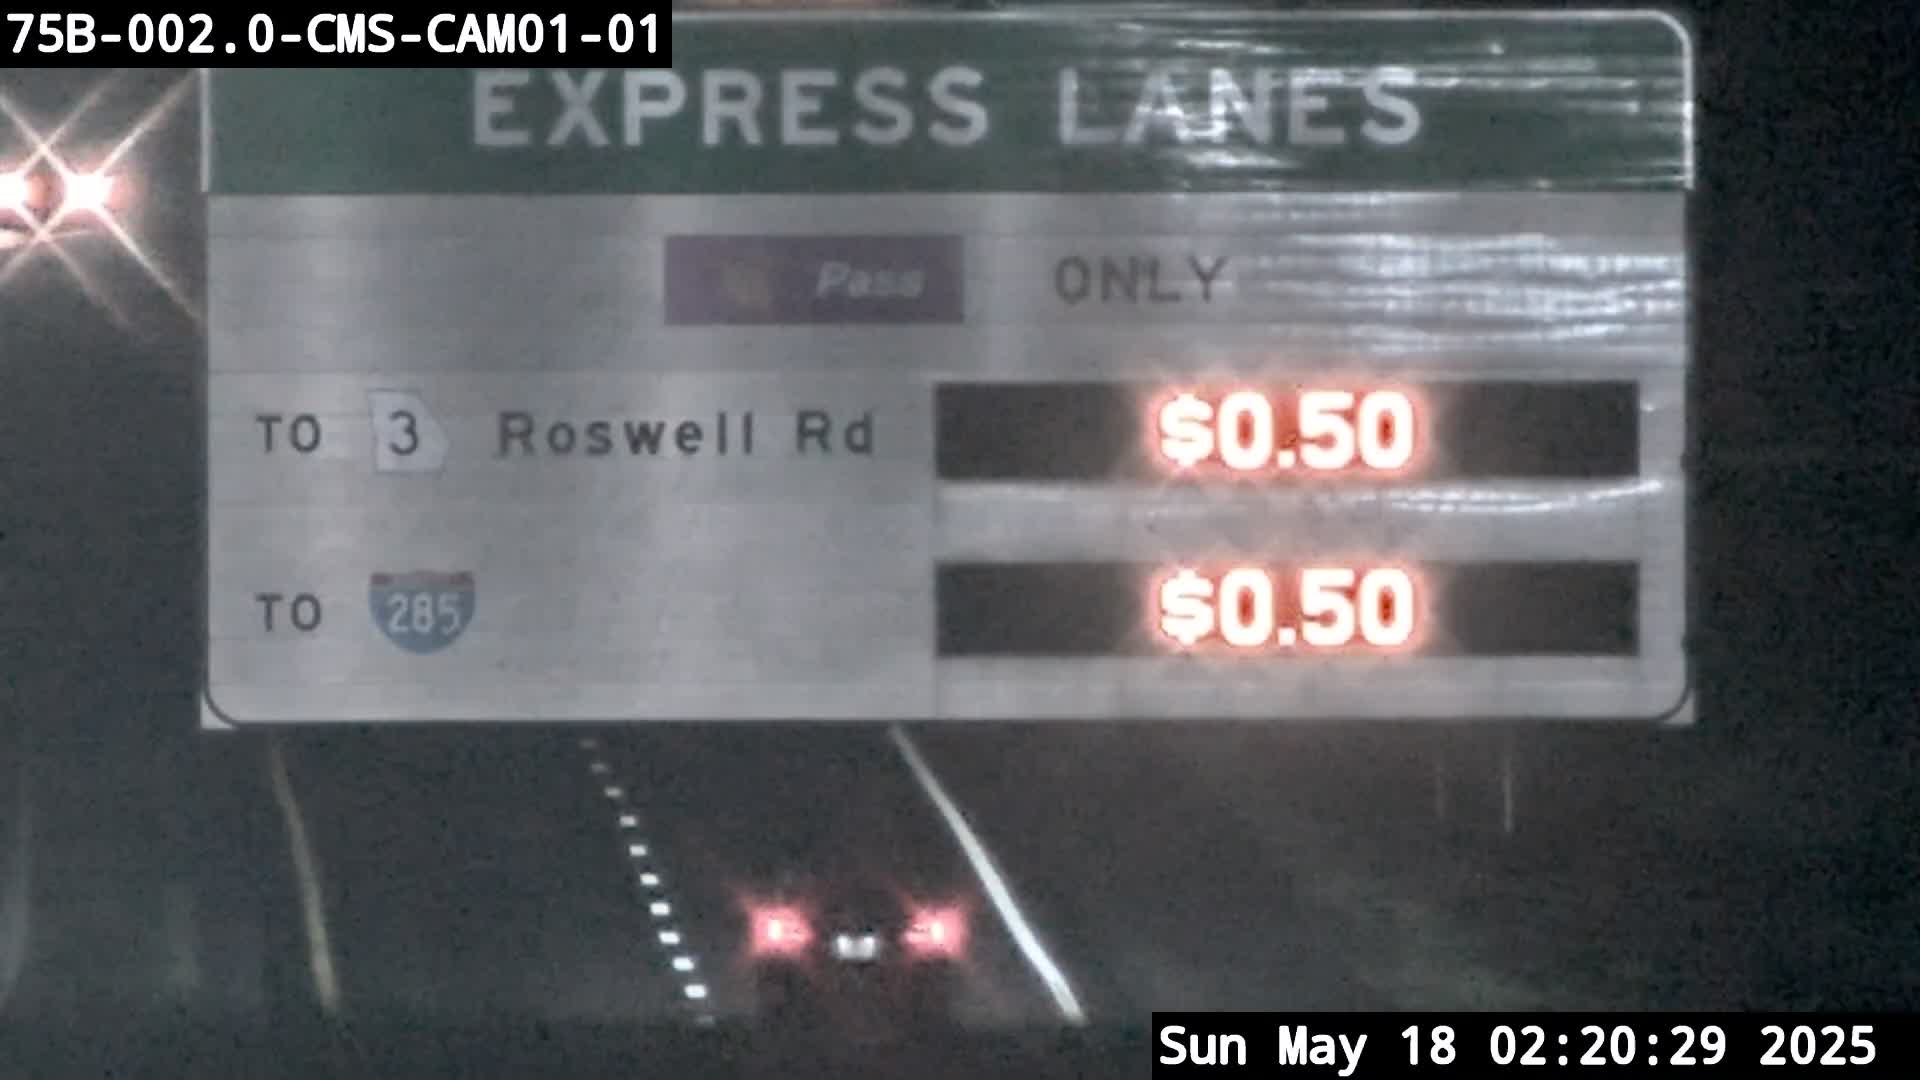 75B-002.0-CMS-CAM01-01
EXPRESS LANES
Pass ONLY
TO 3 Roswell Rd $0.50
TO 285 $0.50
Sun May 18 02:20:29 2025